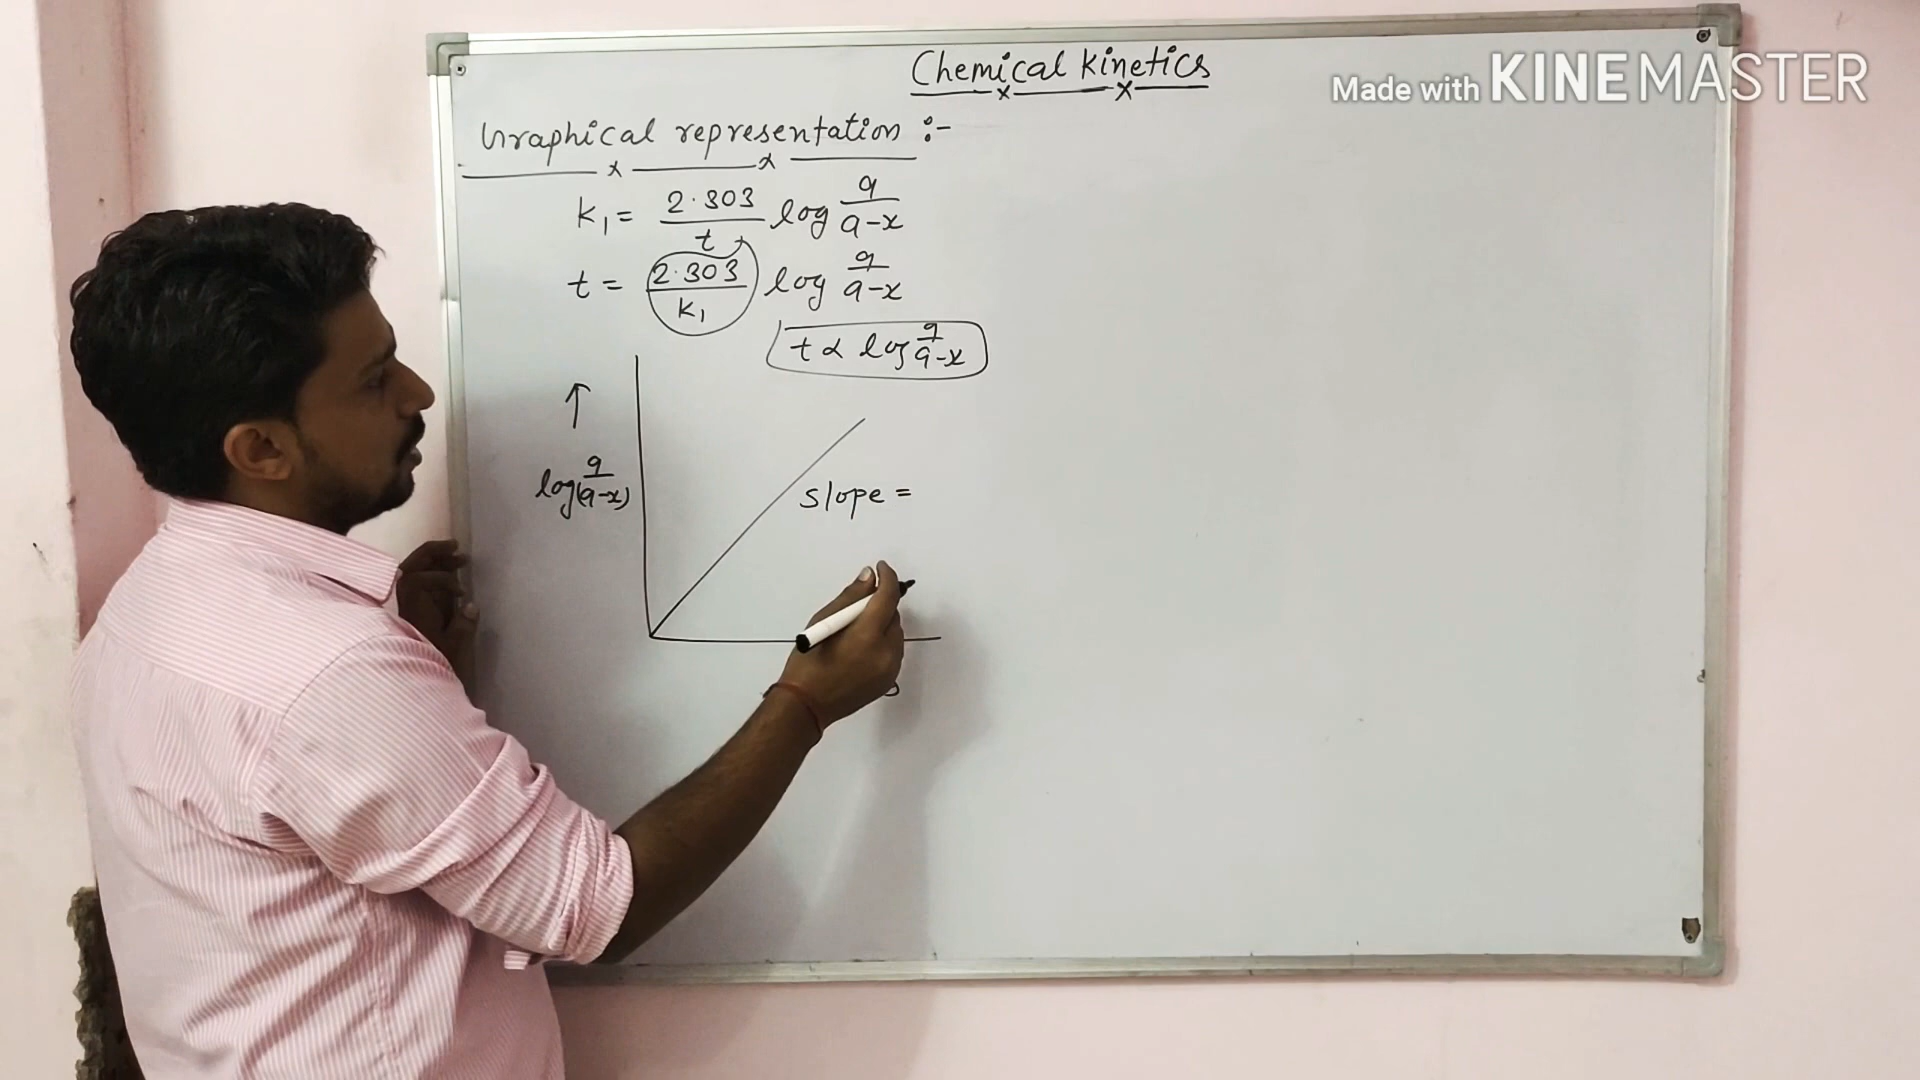 Chemical kinetics
Made with KINEMASTER
Graphical representation :-
k₁ = 2.303/t log a/a-x
t = 2.303/k₁ log a/a-x
t ∝ log a/a-x
↑
log a/(a-x)
slope =